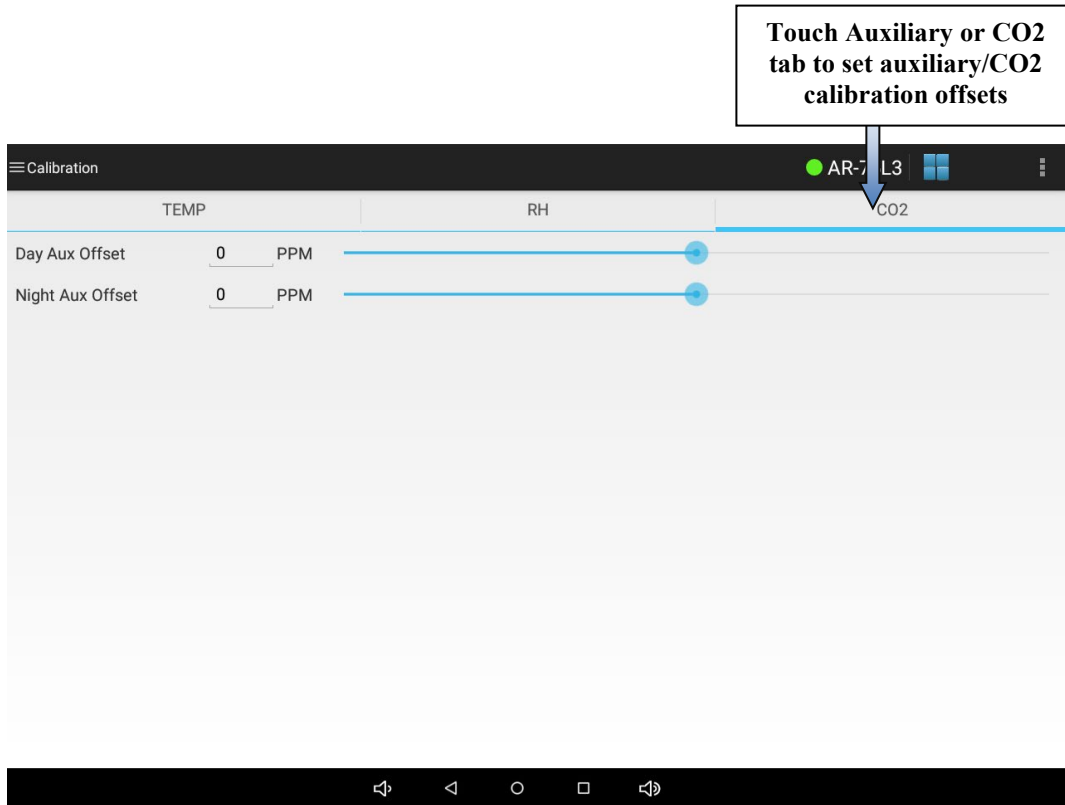 Touch Auxiliary or CO2
tab to set auxiliary/CO2
calibration offsets
Calibration
L3
TEMP
RH
CO2
Day Aux Offset 0 PPM
Night Aux Offset 0 PPM